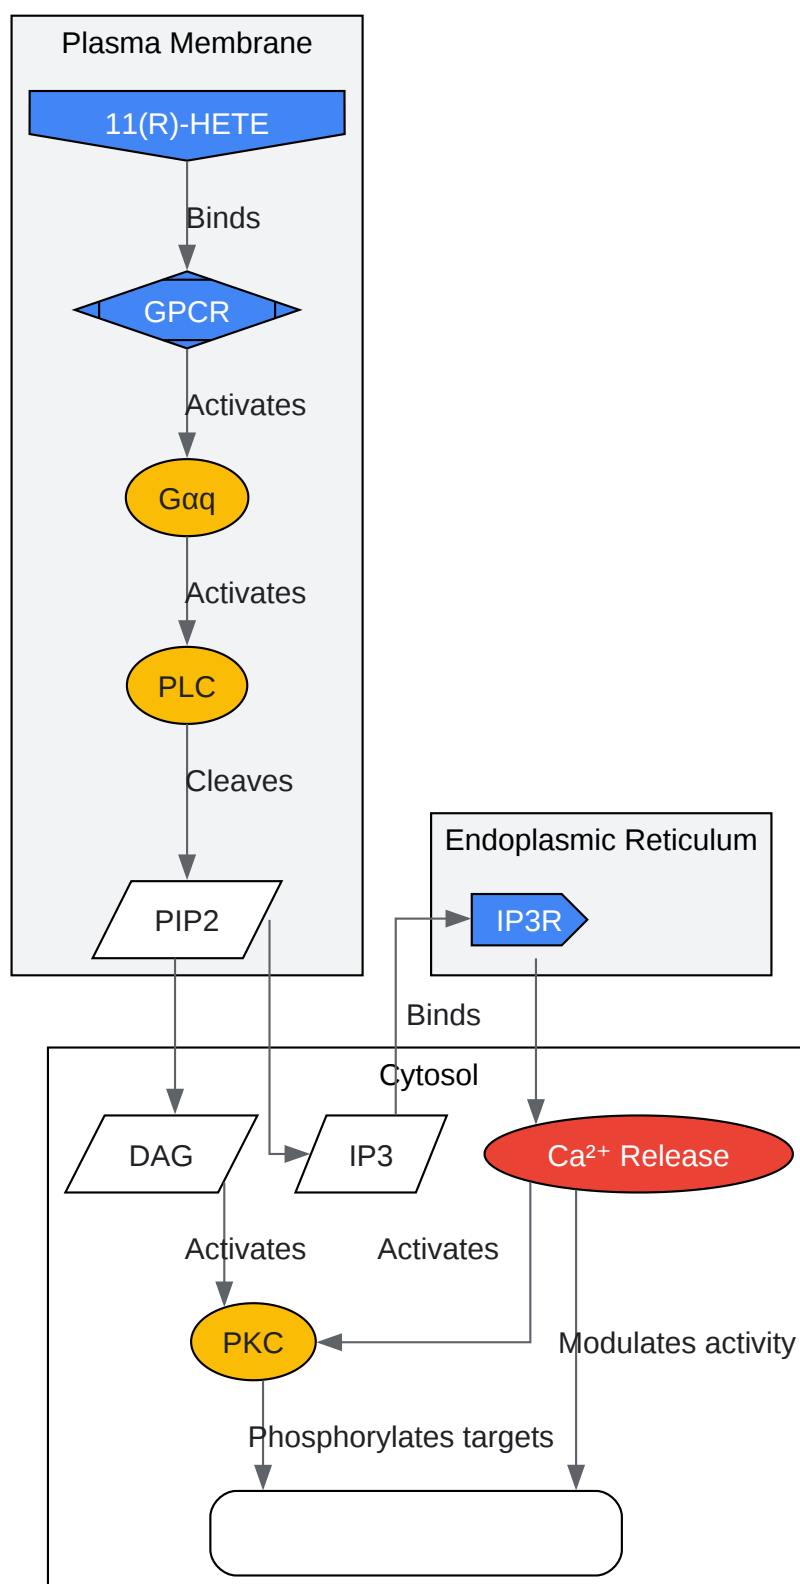 Plasma Membrane
11(R)-HETE
Binds
GPCR
Activates
Gαq
Activates
PLC
Cleaves
PIP2
Endoplasmic Reticulum
IP3R
Binds
Cytosol
DAG
IP3
Ca²⁺ Release
Activates
Activates
PKC
Modulates activity
Phosphorylates targets